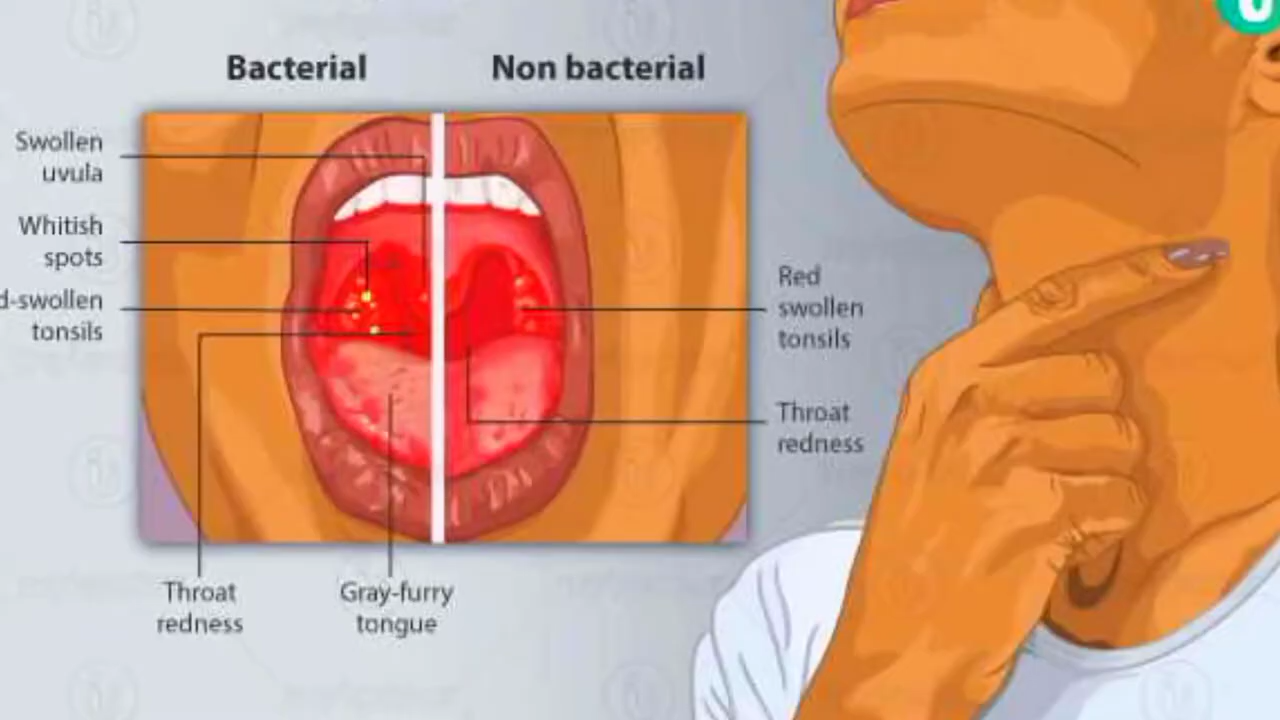 Bacterial
Non bacterial
Swollen
uvula
Whitish
spots
d-swollen
tonsils
Throat
redness
Gray-furry
tongue
Red
swollen
tonsils
Throat
redness